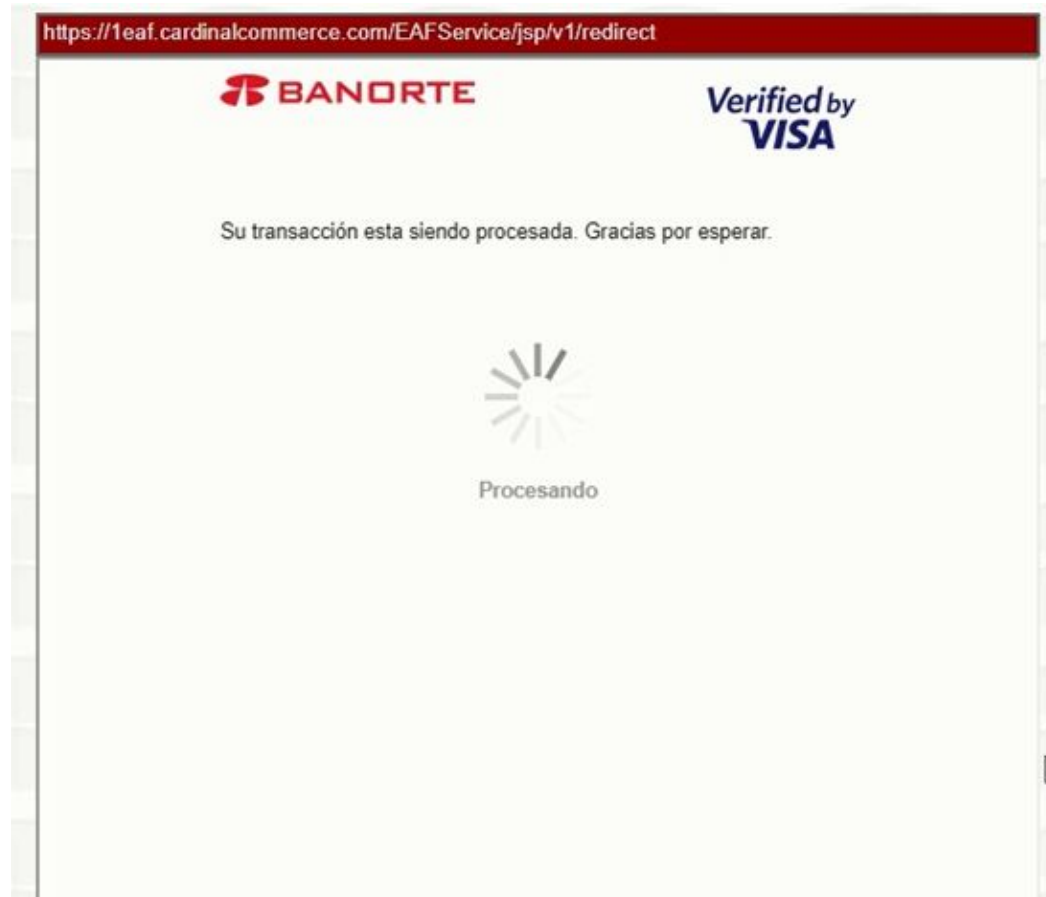 https://1eaf.cardinalcommerce.com/EAFService/jsp/v1/redirect
BANORTE
Verified by
VISA
Su transacción esta siendo procesada. Gracias por esperar.
Procesando